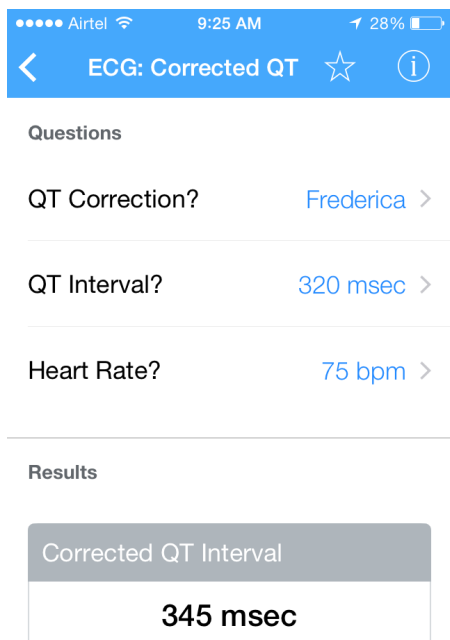 Airtel 9:25 AM 28%
ECG: Corrected QT
Questions
QT Correction? Frederica
QT Interval? 320 msec
Heart Rate? 75 bpm
Results
Corrected QT Interval
345 msec